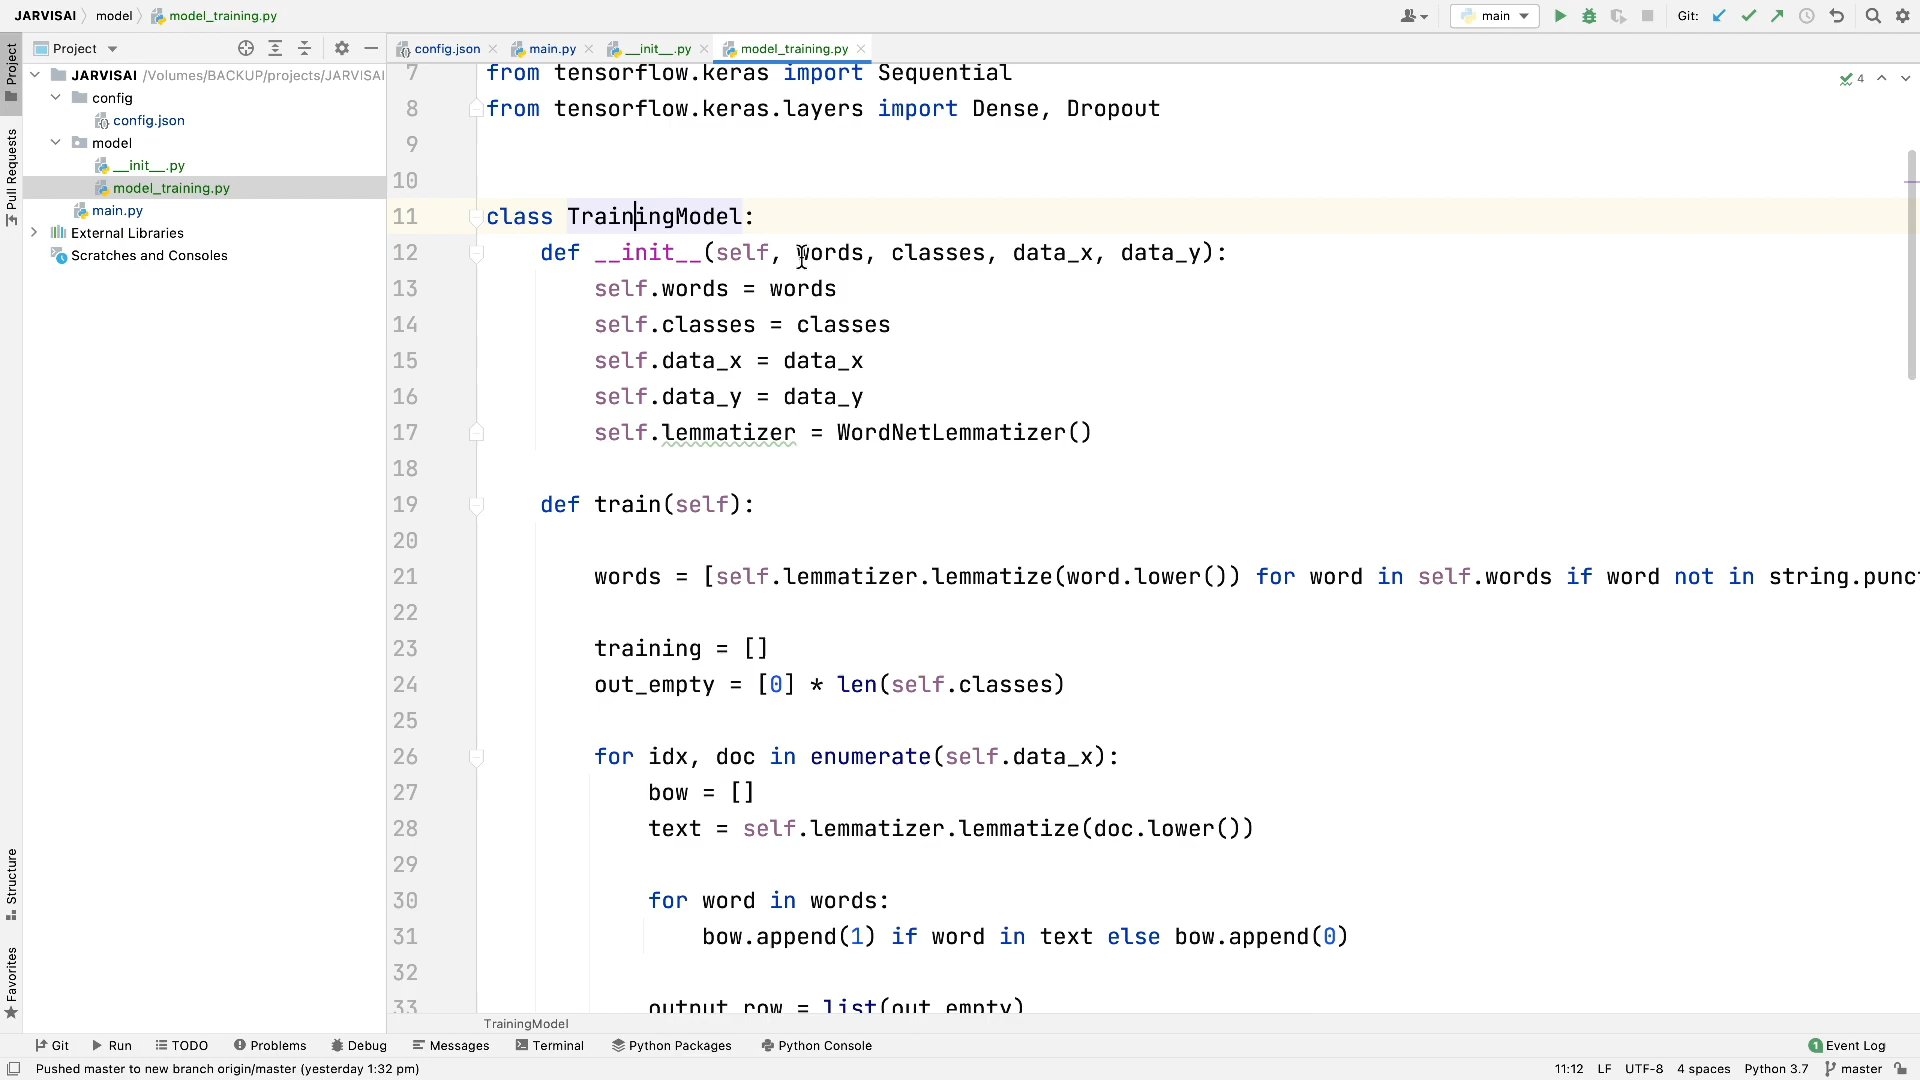 JARVISAI model model_training.py main Git:
Project
config.json main.py __init__.py model_training.py
JARVISAI /Volumes/BACKUP/projects/JARVISAI
config
config.json
model
__init__.py
model_training.py
main.py
External Libraries
Scratches and Consoles
Project
Pull Requests
Structure
Favorites
4
7 from tensorflow.keras import Sequential
8 from tensorflow.keras.layers import Dense, Dropout
9
10
11 class TrainingModel:
12 def __init__(self, words, classes, data_x, data_y):
13 self.words = words
14 self.classes = classes
15 self.data_x = data_x
16 self.data_y = data_y
17 self.lemmatizer = WordNetLemmatizer()
18
19 def train(self):
20
21 words = [self.lemmatizer.lemmatize(word.lower()) for word in self.words if word not in string.punct
22
23 training = []
24 out_empty = [0] * len(self.classes)
25
26 for idx, doc in enumerate(self.data_x):
27 bow = []
28 text = self.lemmatizer.lemmatize(doc.lower())
29
30 for word in words:
31 bow.append(1) if word in text else bow.append(0)
32
33 output_row = list(out_empty)
TrainingModel
Git Run TODO Problems Debug Messages Terminal Python Packages Python Console 1 Event Log
Pushed master to new branch origin/master (yesterday 1:32 pm) 11:12 LF UTF-8 4 spaces Python 3.7 master